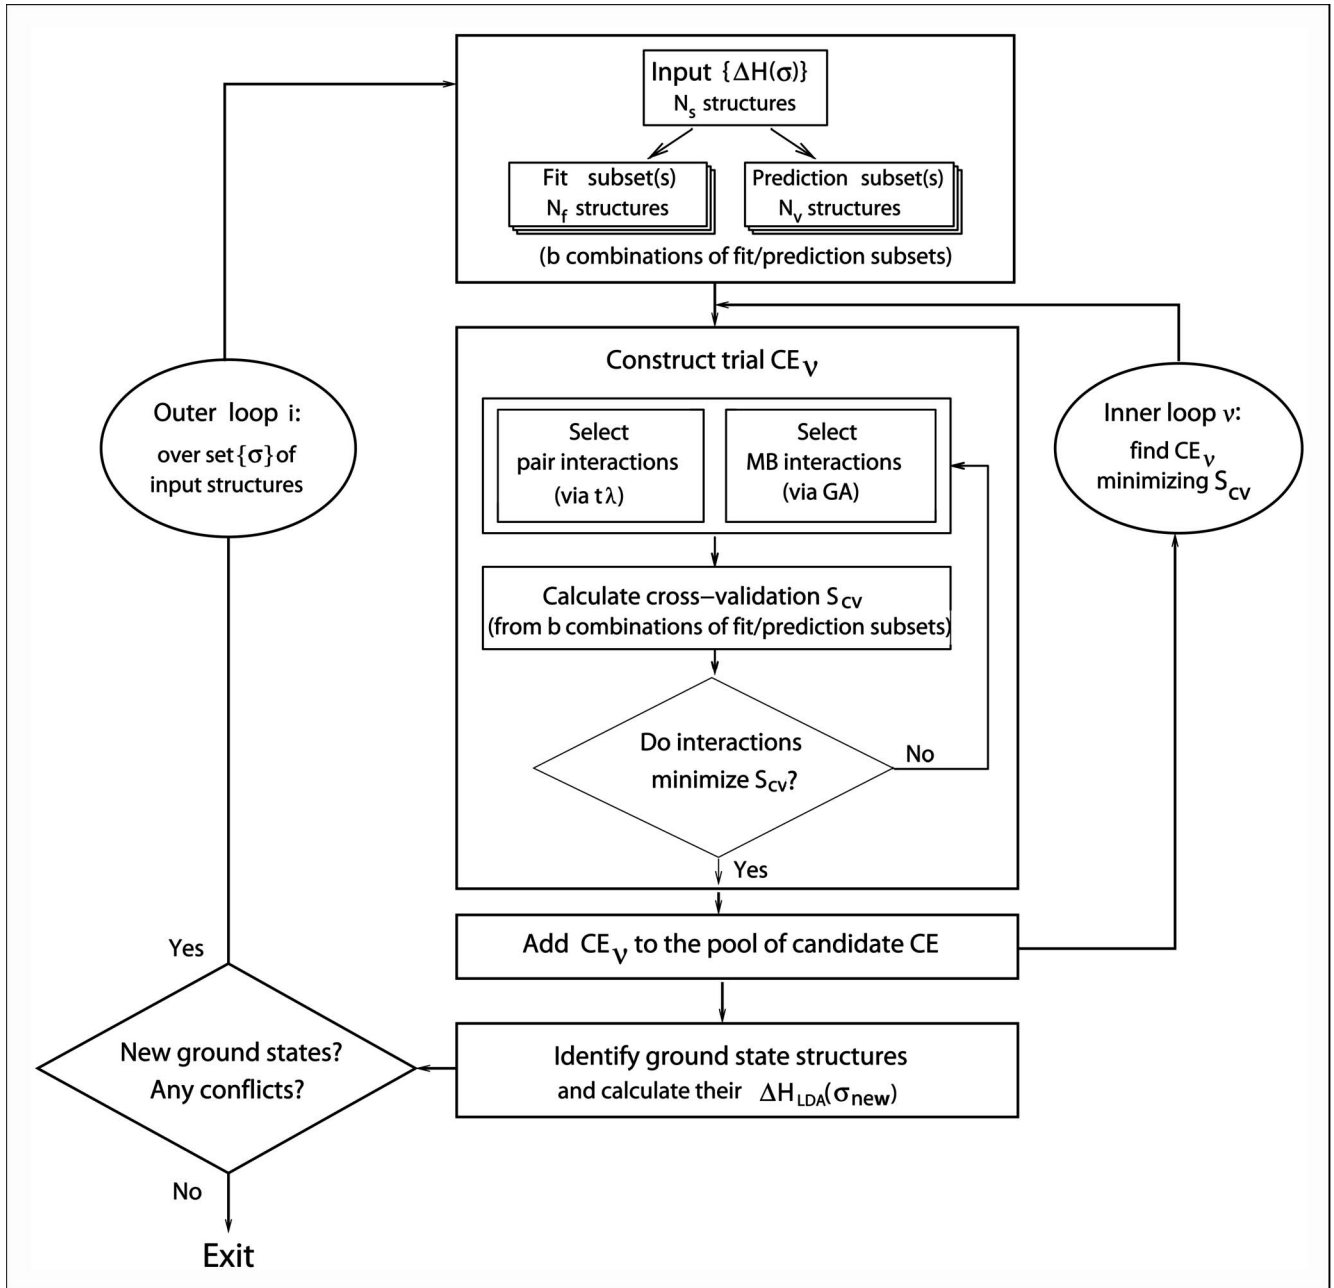 Input {ΔH(σ)}
N_s structures
Fit subset(s)
N_f structures
Prediction subset(s)
N_v structures
(b combinations of fit/prediction subsets)
Construct trial CE_ν
Select
pair interactions
(via tλ)
Select
MB interactions
(via GA)
Calculate cross–validation S_cv
(from b combinations of fit/prediction subsets)
Do interactions
minimize S_cv?
No
Yes
Outer loop i:
over set {σ} of
input structures
Inner loop ν:
find CE_ν
minimizing S_cv
Add CE_ν to the pool of candidate CE
Identify ground state structures
and calculate their ΔH_LDA(σ_new)
Yes
New ground states?
Any conflicts?
No
Exit